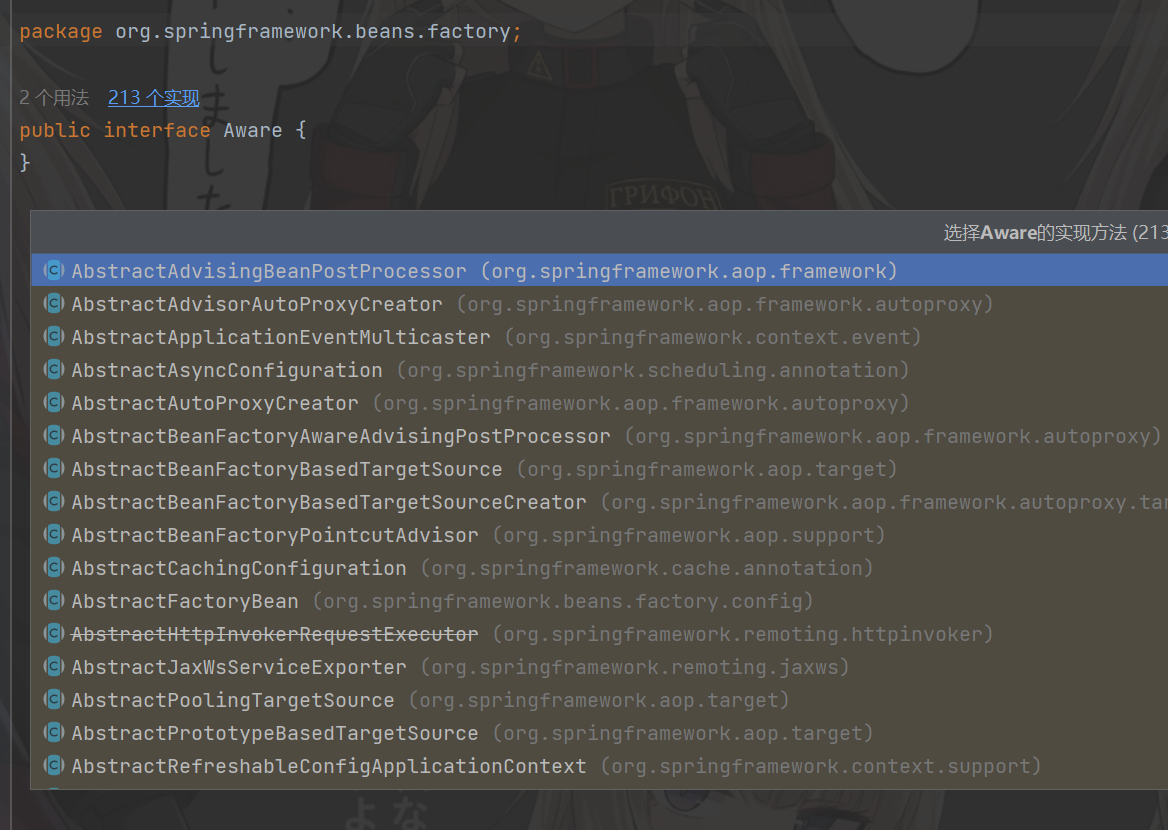 package org.springframework.beans.factory;
2 个用法 213 个实现
public interface Aware {
}
しました
ГРИФОН
选择Aware的实现方法 (213
AbstractAdvisingBeanPostProcessor (org.springframework.aop.framework)
AbstractAdvisorAutoProxyCreator (org.springframework.aop.framework.autoproxy)
AbstractApplicationEventMulticaster (org.springframework.context.event)
AbstractAsyncConfiguration (org.springframework.scheduling.annotation)
AbstractAutoProxyCreator (org.springframework.aop.framework.autoproxy)
AbstractBeanFactoryAwareAdvisingPostProcessor (org.springframework.aop.framework.autoproxy)
AbstractBeanFactoryBasedTargetSource (org.springframework.aop.target)
AbstractBeanFactoryBasedTargetSourceCreator (org.springframework.aop.framework.autoproxy.tar
AbstractBeanFactoryPointcutAdvisor (org.springframework.aop.support)
AbstractCachingConfiguration (org.springframework.cache.annotation)
AbstractFactoryBean (org.springframework.beans.factory.config)
AbstractHttpInvokerRequestExecutor (org.springframework.remoting.httpinvoker)
AbstractJaxWsServiceExporter (org.springframework.remoting.jaxws)
AbstractPoolingTargetSource (org.springframework.aop.target)
AbstractPrototypeBasedTargetSource (org.springframework.aop.target)
AbstractRefreshableConfigApplicationContext (org.springframework.context.support)